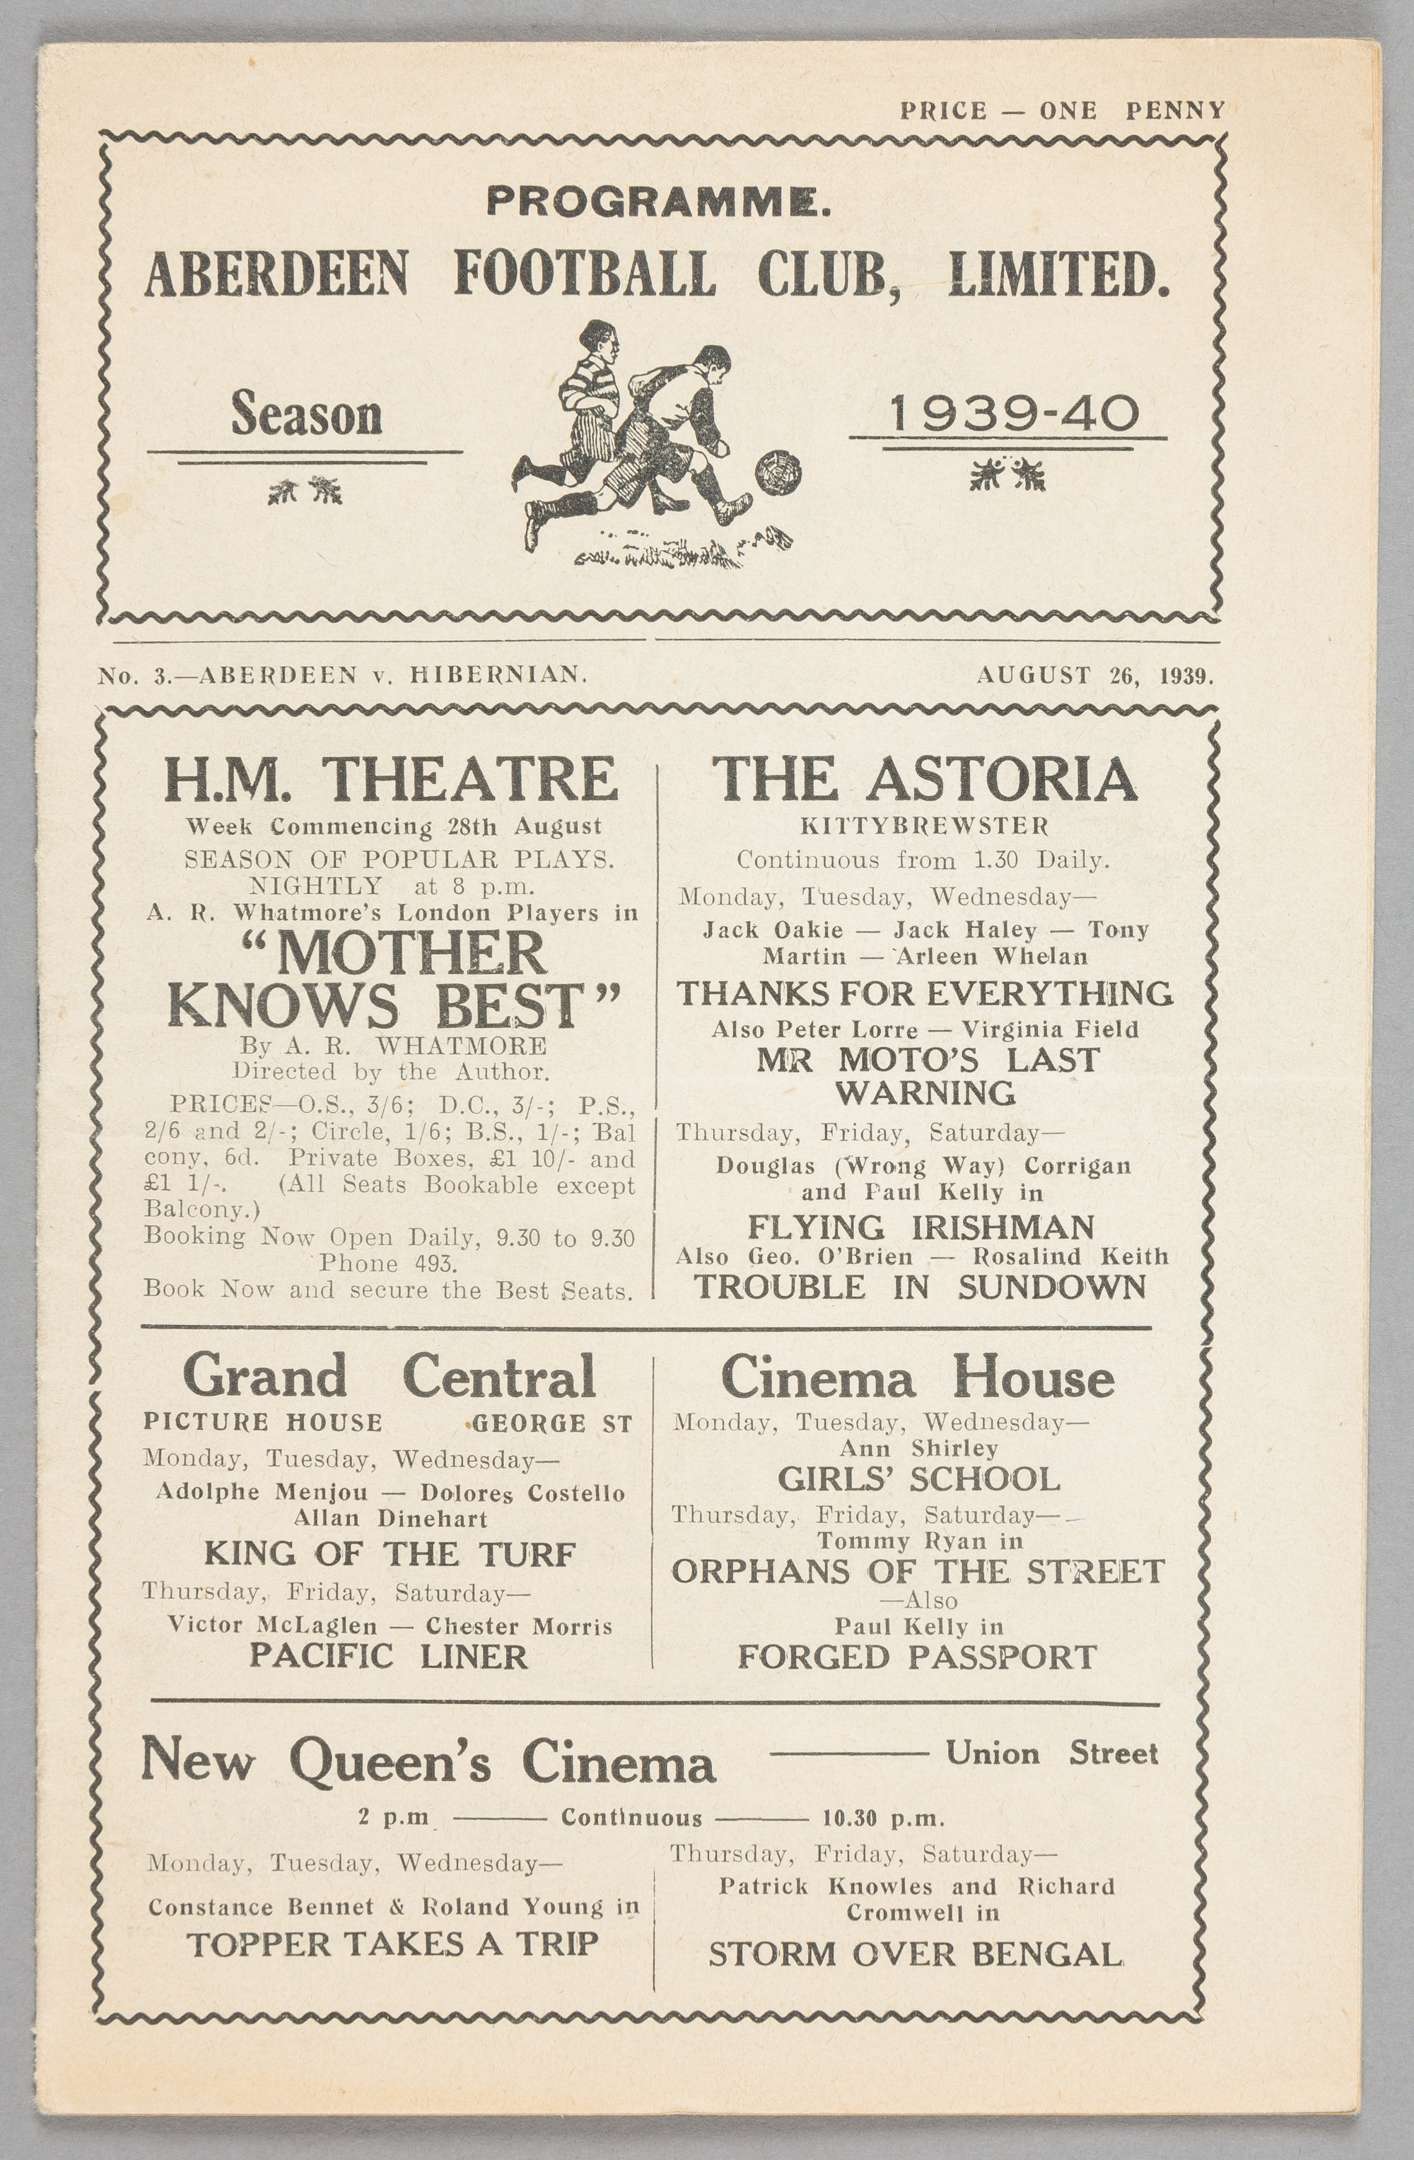 PRICE — ONE PENNY
PROGRAMME.
ABERDEEN FOOTBALL CLUB, LIMITED.
Season 1939-40
No. 3.—ABERDEEN v. HIBERNIAN. AUGUST 26, 1939.
H.M. THEATRE
Week Commencing 28th August
SEASON OF POPULAR PLAYS.
NIGHTLY at 8 p.m.
A. R. Whatmore's London Players in
"MOTHER
KNOWS BEST"
By A. R. WHATMORE
Directed by the Author.
PRICES—O.S., 3/6; D.C., 3/-; P.S.,
2/6 and 2/-; Circle, 1/6; B.S., 1/-; Bal
cony, 6d. Private Boxes, £1 10/- and
£1 1/-. (All Seats Bookable except
Balcony.)
Booking Now Open Daily, 9.30 to 9.30
Phone 493.
Book Now and secure the Best Seats.
THE ASTORIA
KITTYBREWSTER
Continuous from 1.30 Daily.
Monday, Tuesday, Wednesday—
Jack Oakie — Jack Haley — Tony
Martin — Arleen Whelan
THANKS FOR EVERYTHING
Also Peter Lorre — Virginia Field
MR MOTO'S LAST
WARNING
Thursday, Friday, Saturday—
Douglas (Wrong Way) Corrigan
and Paul Kelly in
FLYING IRISHMAN
Also Geo. O'Brien — Rosalind Keith
TROUBLE IN SUNDOWN
Grand Central
PICTURE HOUSE GEORGE ST
Monday, Tuesday, Wednesday—
Adolphe Menjou — Dolores Costello
Allan Dinehart
KING OF THE TURF
Thursday, Friday, Saturday—
Victor McLaglen — Chester Morris
PACIFIC LINER
Cinema House
Monday, Tuesday, Wednesday—
Ann Shirley
GIRLS' SCHOOL
Thursday, Friday, Saturday—
Tommy Ryan in
ORPHANS OF THE STREET
—Also
Paul Kelly in
FORGED PASSPORT
New Queen's Cinema — Union Street
2 p.m — Continuous — 10.30 p.m.
Monday, Tuesday, Wednesday—
Constance Bennet & Roland Young in
TOPPER TAKES A TRIP
Thursday, Friday, Saturday—
Patrick Knowles and Richard
Cromwell in
STORM OVER BENGAL